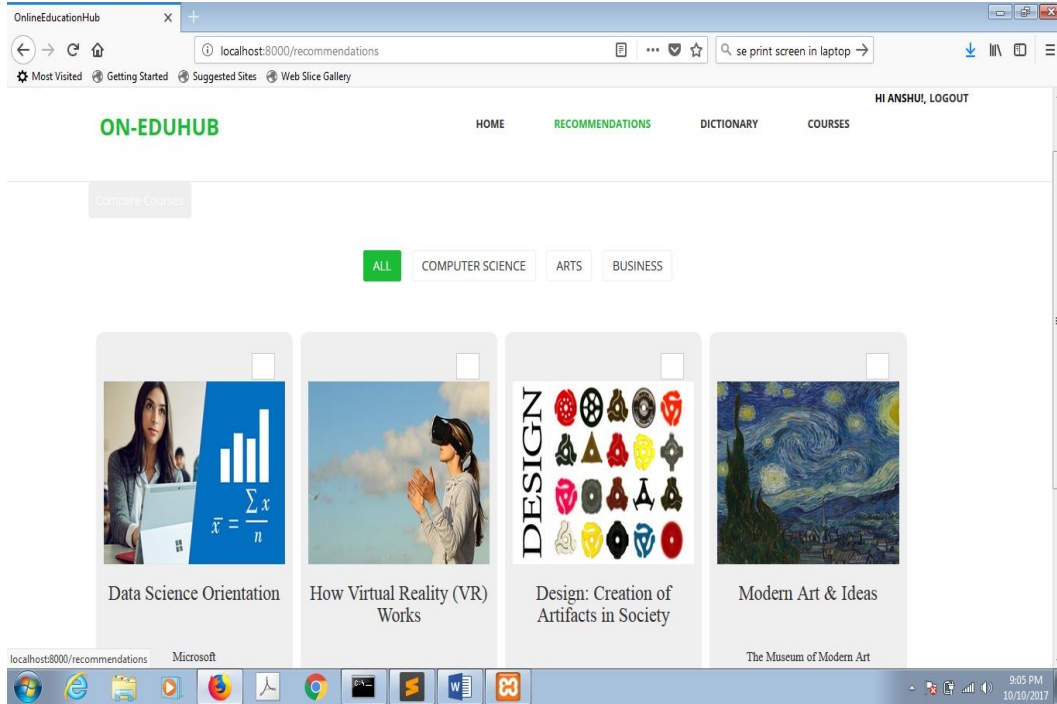 OnlineEducationHub
localhost:8000/recommendations
se print screen in laptop
Most Visited Getting Started Suggested Sites Web Slice Gallery
HI ANSHU!, LOGOUT
ON-EDUHUB HOME RECOMMENDATIONS DICTIONARY COURSES
Compare Courses
ALL COMPUTER SCIENCE ARTS BUSINESS
x̄ = ∑ x / n
DESIGN
Data Science Orientation
How Virtual Reality (VR)
Works
Design: Creation of
Artifacts in Society
Modern Art & Ideas
localhost:8000/recommendations
Microsoft
The Museum of Modern Art
9:05 PM
10/10/2017